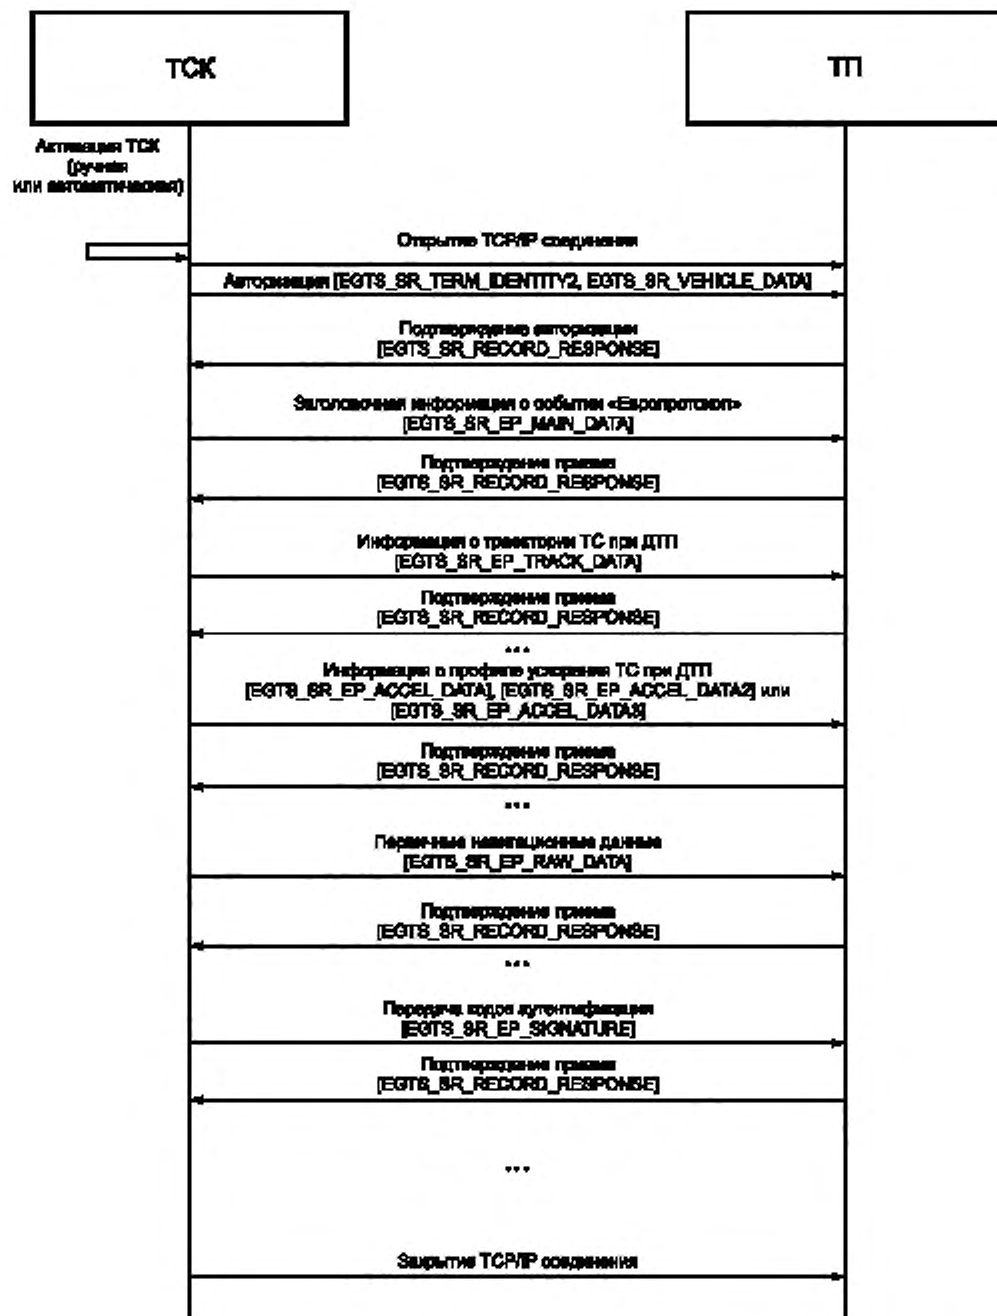 ТСК
ТП
Активация ТСК
(ручная
или автоматическая)
Открытие TCP/IP соединения
Авторизация [EGTS_SR_TERM_IDENTITY2, EGTS_SR_VEHICLE_DATA]
Подтверждение авторизации
[EGTS_SR_RECORD_RESPONSE]
Заголовочная информация о событии «Европротокол»
[EGTS_SR_EP_MAIN_DATA]
Подтверждение приема
[EGTS_SR_RECORD_RESPONSE]
Информация о траектории ТС при ДТП
[EGTS_SR_EP_TRACK_DATA]
Подтверждение приема
[EGTS_SR_RECORD_RESPONSE]
...
Информация о профиле ускорения ТС при ДТП
[EGTS_SR_EP_ACCEL_DATA], [EGTS_SR_EP_ACCEL_DATA2] или
[EGTS_SR_EP_ACCEL_DATA3]
Подтверждение приема
[EGTS_SR_RECORD_RESPONSE]
...
Первичные навигационные данные
[EGTS_SR_EP_RAW_DATA]
Подтверждение приема
[EGTS_SR_RECORD_RESPONSE]
...
Передача кодов аутентификации
[EGTS_SR_EP_SIGNATURE]
Подтверждение приема
[EGTS_SR_RECORD_RESPONSE]
...
Закрытие TCP/IP соединения